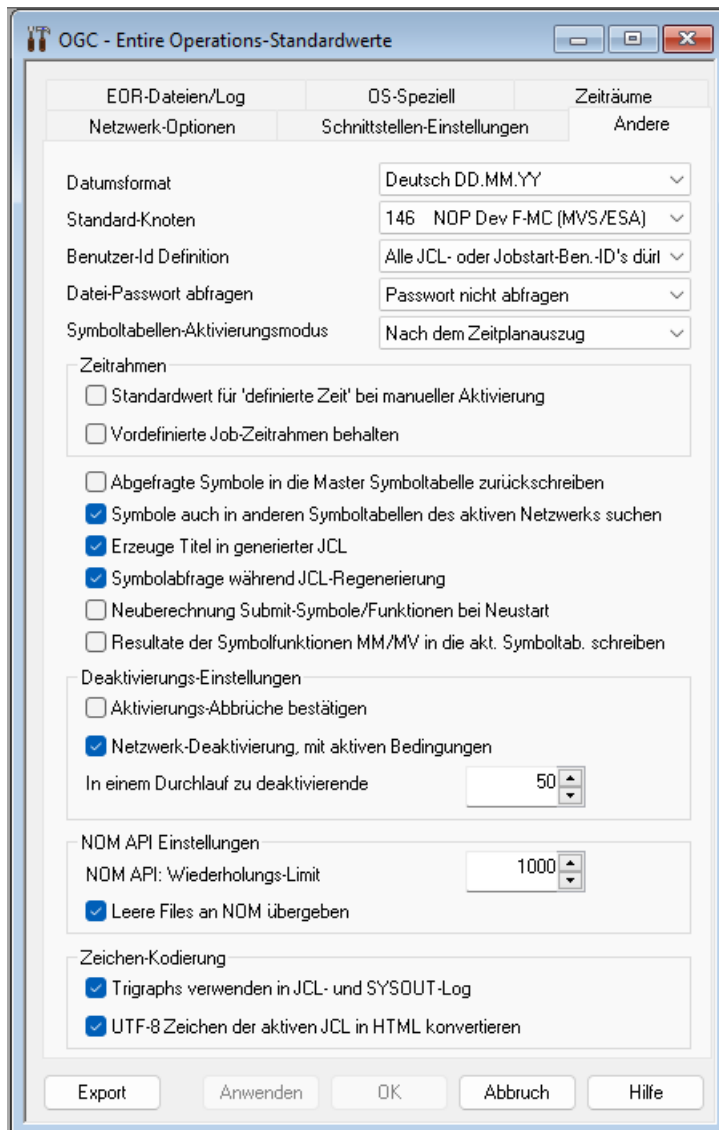 OGC - Entire Operations-Standardwerte
EOR-Dateien/Log OS-Speziell Zeiträume
Netzwerk-Optionen Schnittstellen-Einstellungen Andere
Datumsformat Deutsch DD.MM.YY
Standard-Knoten 146 NOP Dev F-MC (MVS/ESA)
Benutzer-Id Definition Alle JCL- oder Jobstart-Ben.-ID's dürf
Datei-Passwort abfragen Passwort nicht abfragen
Symboltabellen-Aktivierungsmodus Nach dem Zeitplanauszug
Zeitrahmen
Standardwert für 'definierte Zeit' bei manueller Aktivierung
Vordefinierte Job-Zeitrahmen behalten
Abgefragte Symbole in die Master Symboltabelle zurückschreiben
Symbole auch in anderen Symboltabellen des aktiven Netzwerks suchen
Erzeuge Titel in generierter JCL
Symbolabfrage während JCL-Regenerierung
Neuberechnung Submit-Symbole/Funktionen bei Neustart
Resultate der Symbolfunktionen MM/MV in die akt. Symboltab. schreiben
Deaktivierungs-Einstellungen
Aktivierungs-Abbrüche bestätigen
Netzwerk-Deaktivierung, mit aktiven Bedingungen
In einem Durchlauf zu deaktivierende 50
NOM API Einstellungen
NOM API: Wiederholungs-Limit 1000
Leere Files an NOM übergeben
Zeichen-Kodierung
Trigraphs verwenden in JCL- und SYSOUT-Log
UTF-8 Zeichen der aktiven JCL in HTML konvertieren
Export Anwenden OK Abbruch Hilfe